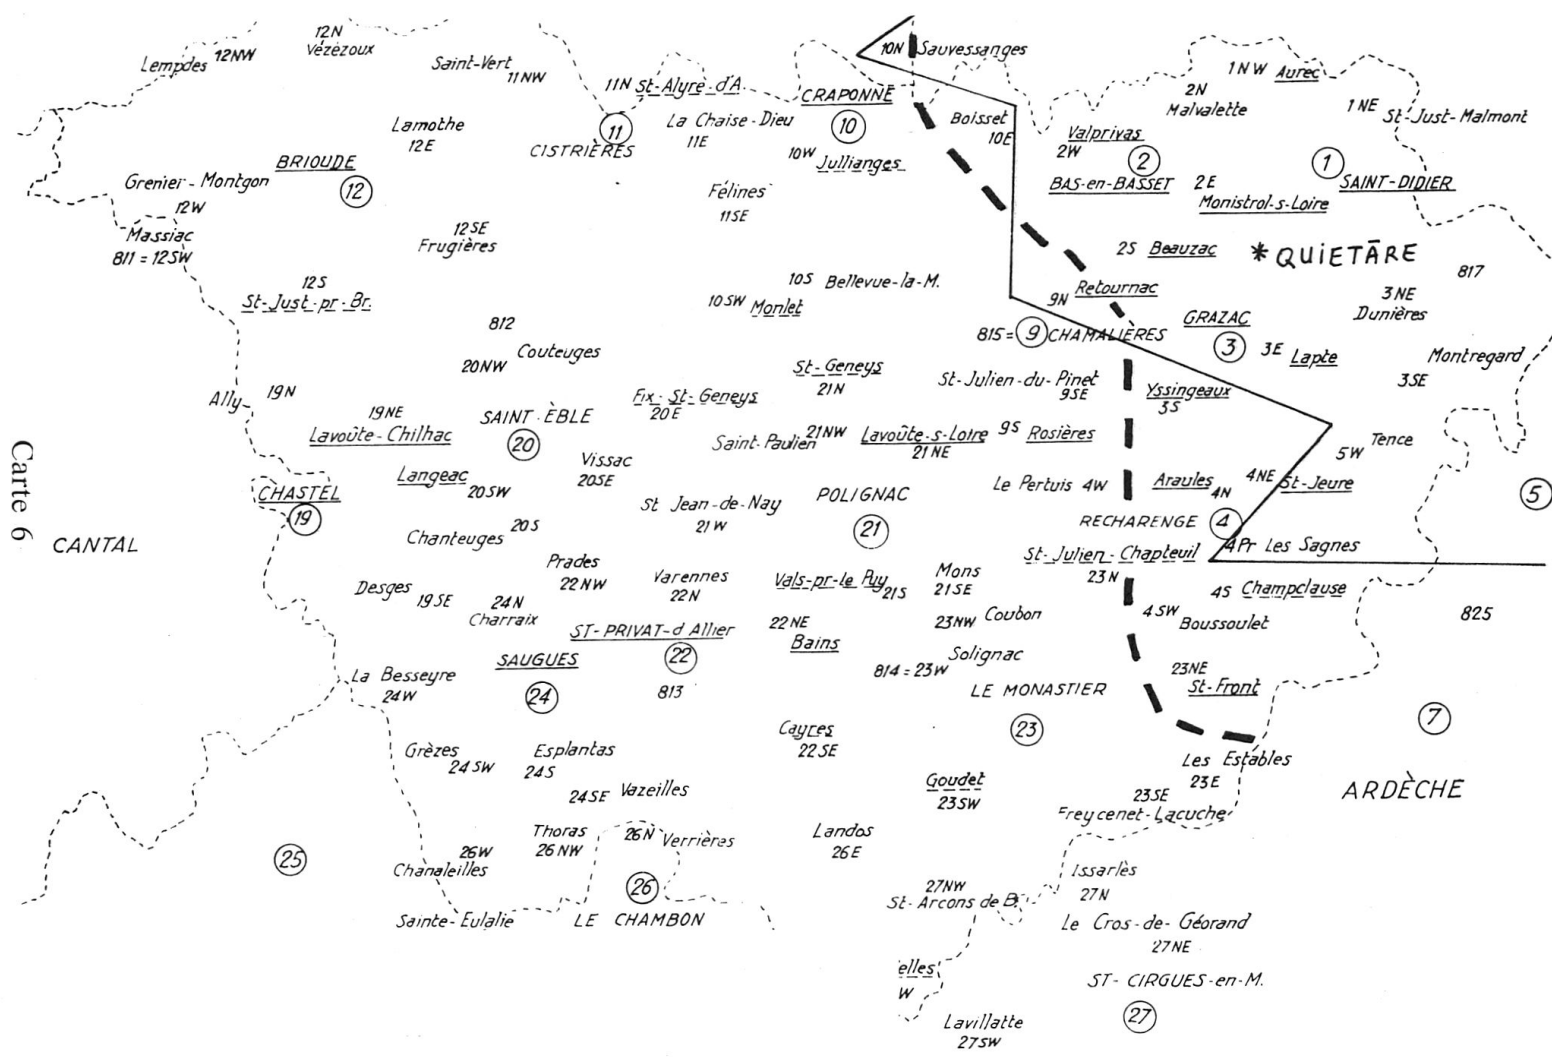 12N
Vézézoux
Lempdes 12NW
Saint-Vert
11NW
10N Sauvessanges
1NW Aurec
2N
Malvalette
1NE St-Just-Malmont
11N St-Alyre-d'A.
CRAPONNE
10
La Chaise-Dieu
11E
Boisset
10E
Lamothe
12E
11
CISTRIÈRES
Valprivas
2W
2
BAS-en-BASSET
1
SAINT-DIDIER
BRIOUDE
12
10W
Jullianges
Grenier-Montgon
12W
Félines
11SE
2E
Monistrol-s-Loire
Massiac
811 = 12SW
12SE
Frugières
2S Beauzac
* QUIETĀRE
817
12S
St-Just-pr-Br.
10S Bellevue-la-M.
10SW Monlet
9N Retournac
3NE
Dunières
812
815 = 9 CHAMALIÈRES
GRAZAC
3
3E Lapte
Montregard
3SE
Couteuges
20NW
St-Geneys
21N
St-Julien-du-Pinet
9SE
Yssingeaux
3S
Ally
19N
19NE
Lavoûte-Chilhac
SAINT-ÈBLE
20
Fix-St-Geneys
20E
Saint-Paulien 21NW
Lavoûte-s-Loire
21NE
9S Rosières
5W Tence
Carte 6
CHASTEL
19
Langeac
20SW
Vissac
20SE
St Jean-de-Nay
21W
POLIGNAC
21
Le Pertuis 4W
Araules
4N
4NE
St-Jeure
5
CANTAL
Chanteuges
20S
RECHARENGE 4
4Pr Les Sagnes
Prades
22NW
Varennes
22N
Vals-pr-le Puy
21S
Mons
21SE
St-Julien-Chapteuil
23N
4S Champclause
Desges 19SE
24N
Charraix
ST-PRIVAT-d'Allier
22
22NE
Bains
23NW Coubon
4SW
Boussoulet
825
La Besseyre
24W
SAUGUES
24
813
814 = 23W
Solignac
LE MONASTIER
23
23NE
St-Front
7
Grèzes
24SW
Esplantas
24S
24SE Vazeilles
Cayres
22SE
Goudet
23SW
Les Estables
23E
23SE
Freycenet-Lacuche
ARDÈCHE
25
26W
Chanaleilles
Thoras
26NW
26N
Verrières
Landos
26E
26
Sainte-Eulalie
LE CHAMBON
27NW
St-Arcons de B.
Issarlès
27N
Le Cros-de-Géorand
27NE
elles
W
ST-CIRGUES-en-M.
27
Lavillatte
27SW